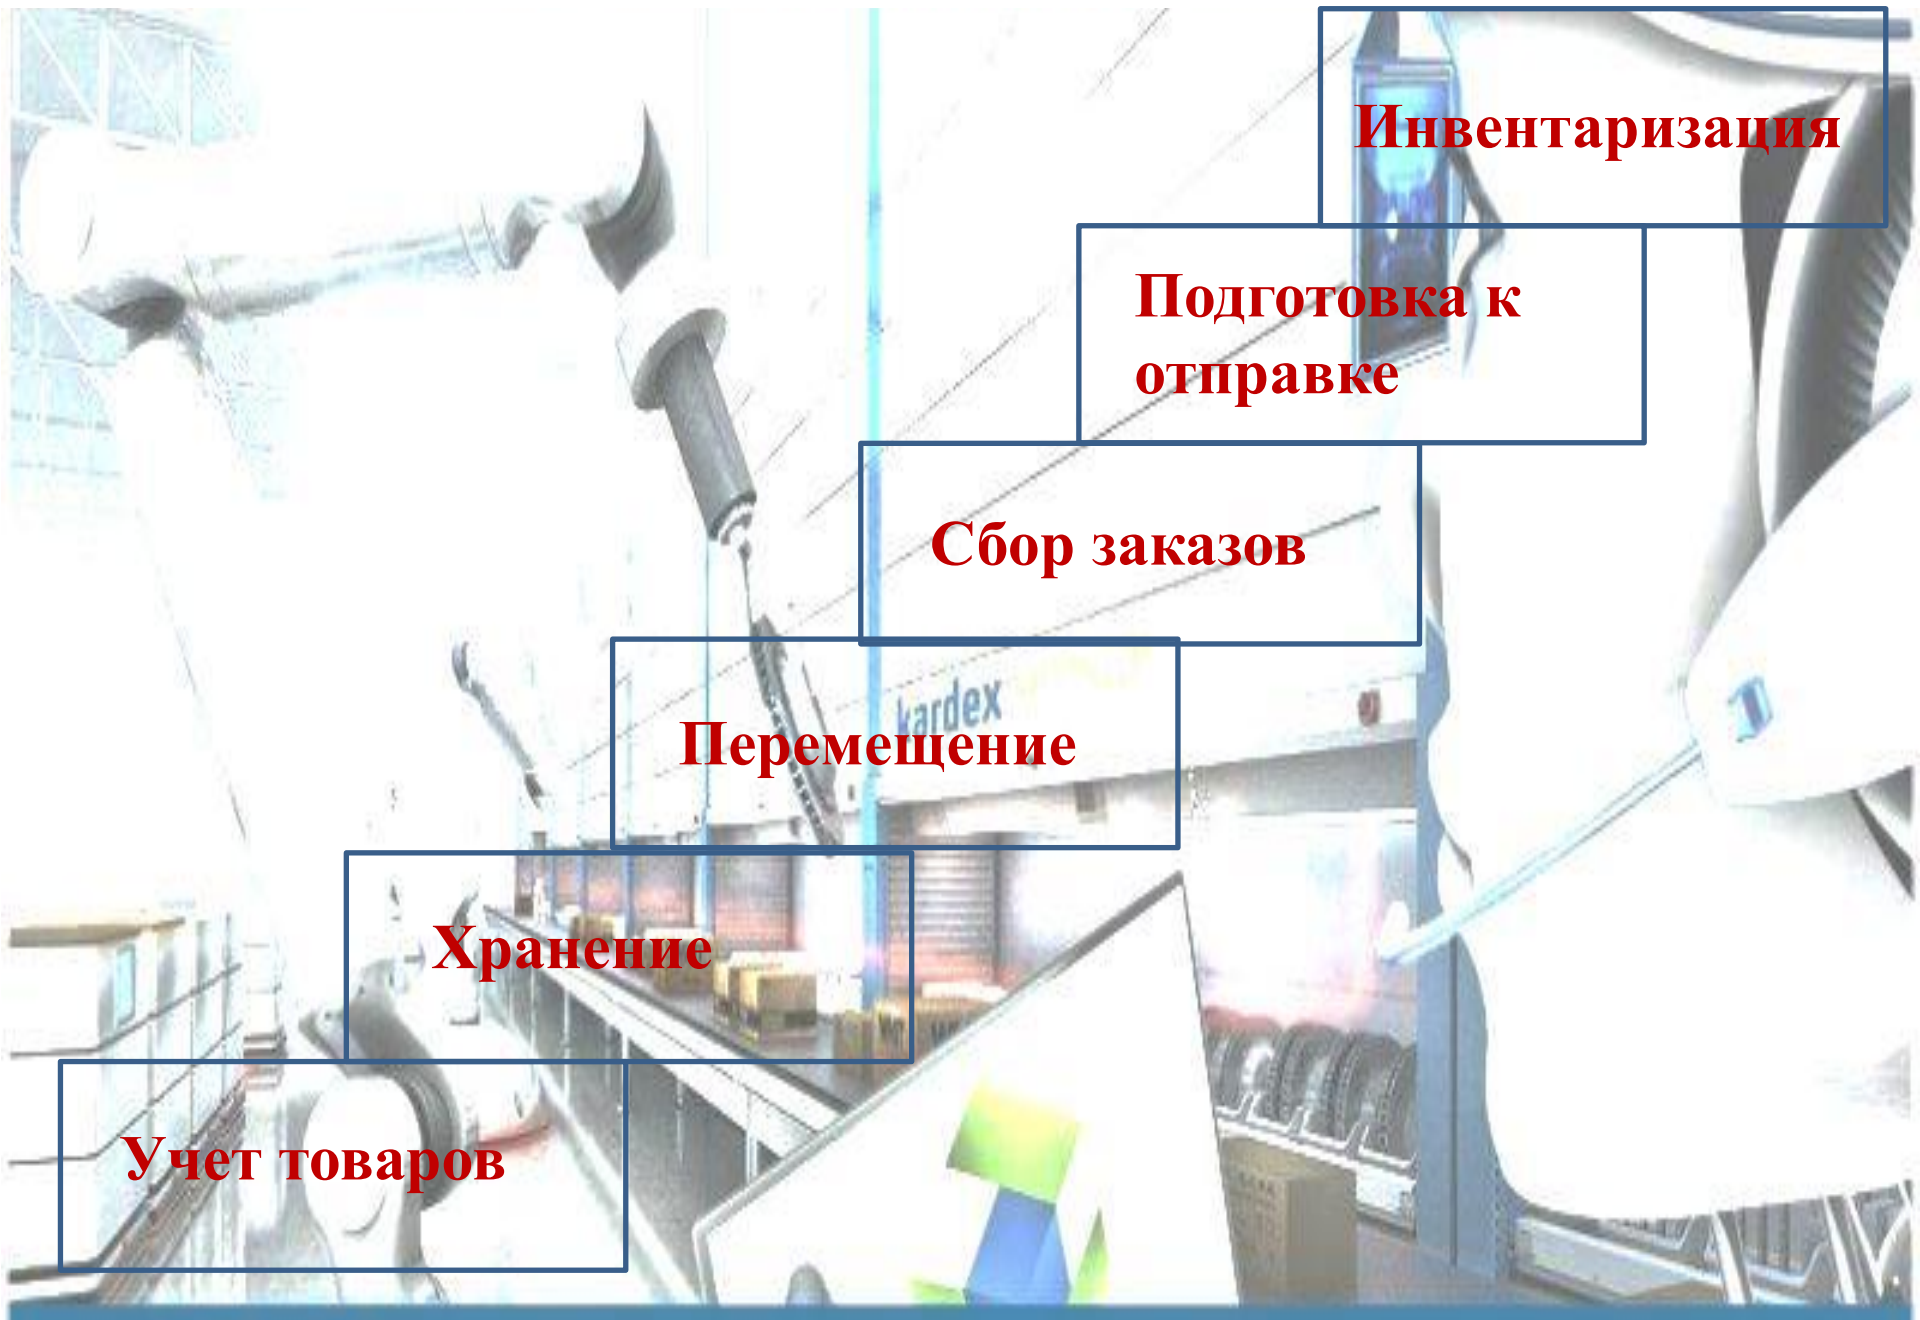 Инвентаризация
Подготовка к
отправке
Сбор заказов
Перемещение
kardex
Хранение
Учет товаров